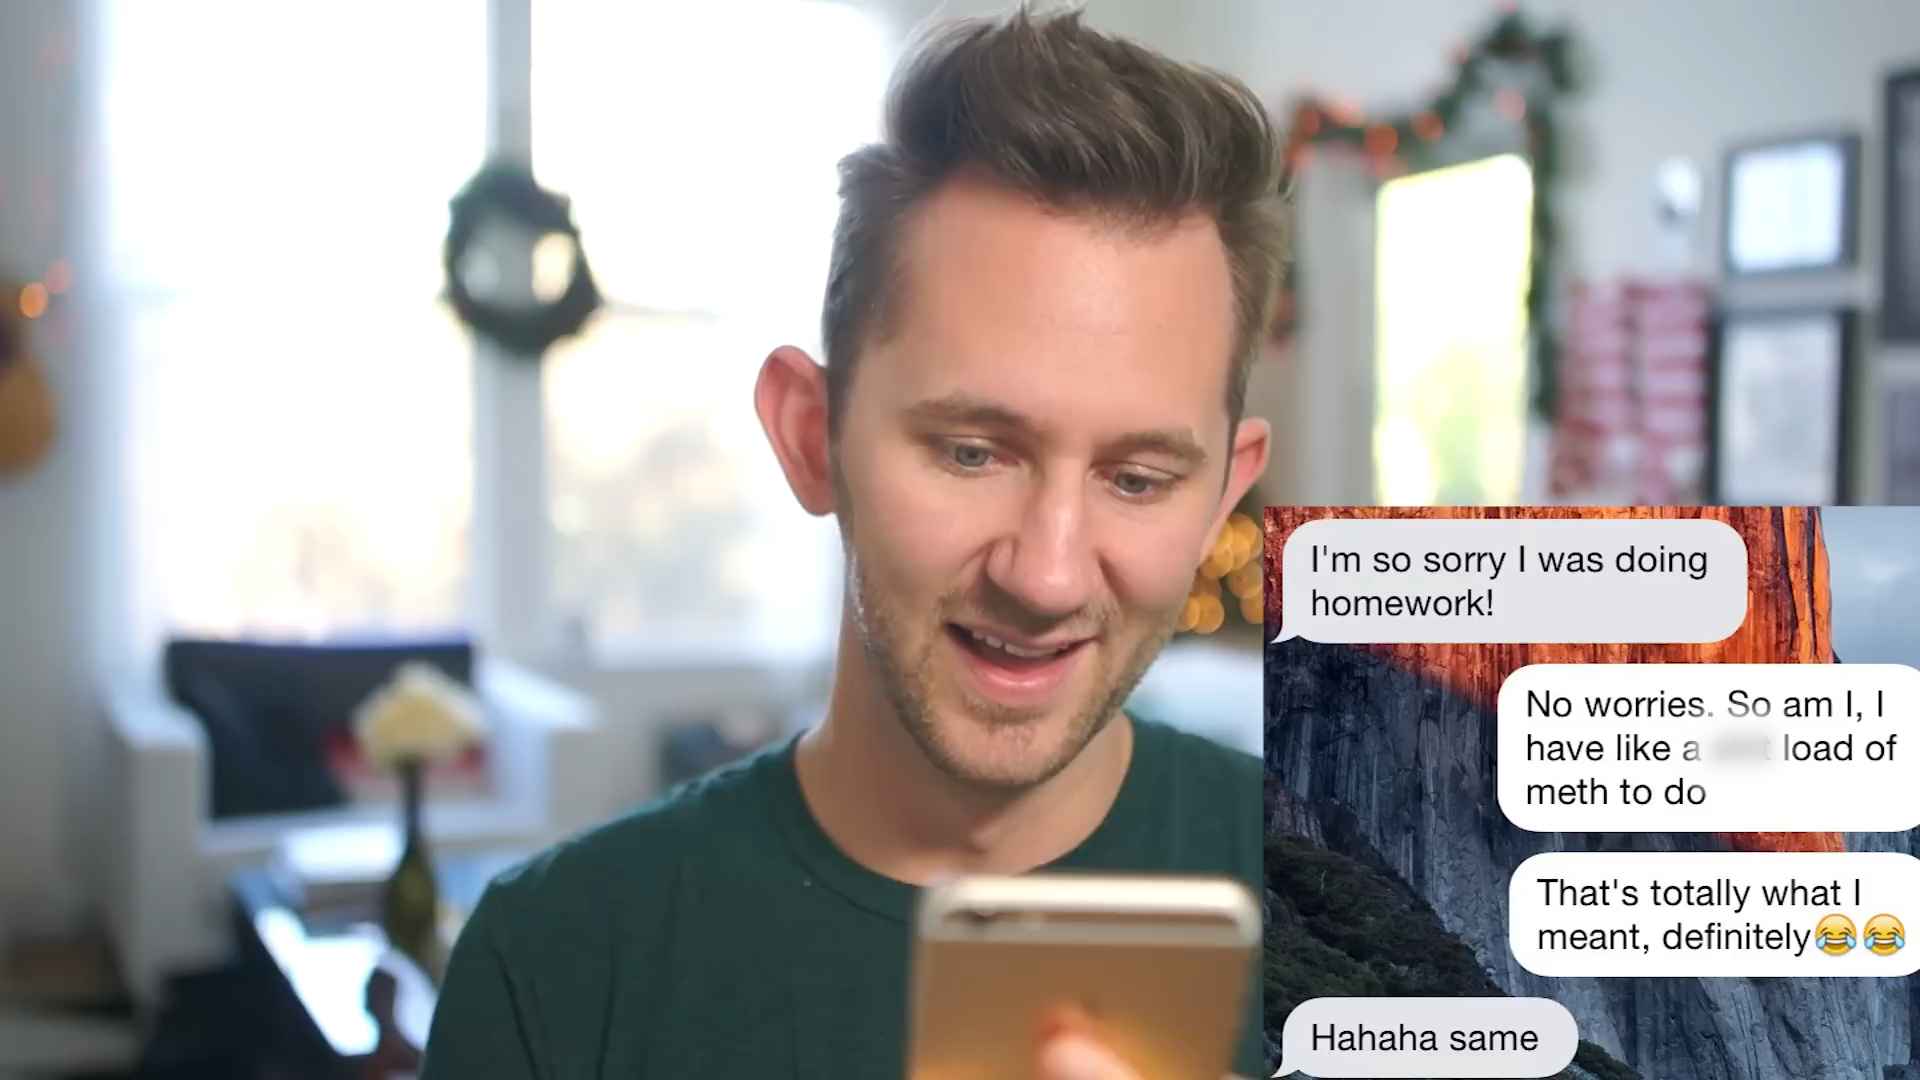 I'm so sorry I was doing
homework!
No worries. So am I, I
have like a load of
meth to do
That's totally what I
meant, definitely😂😂
Hahaha same